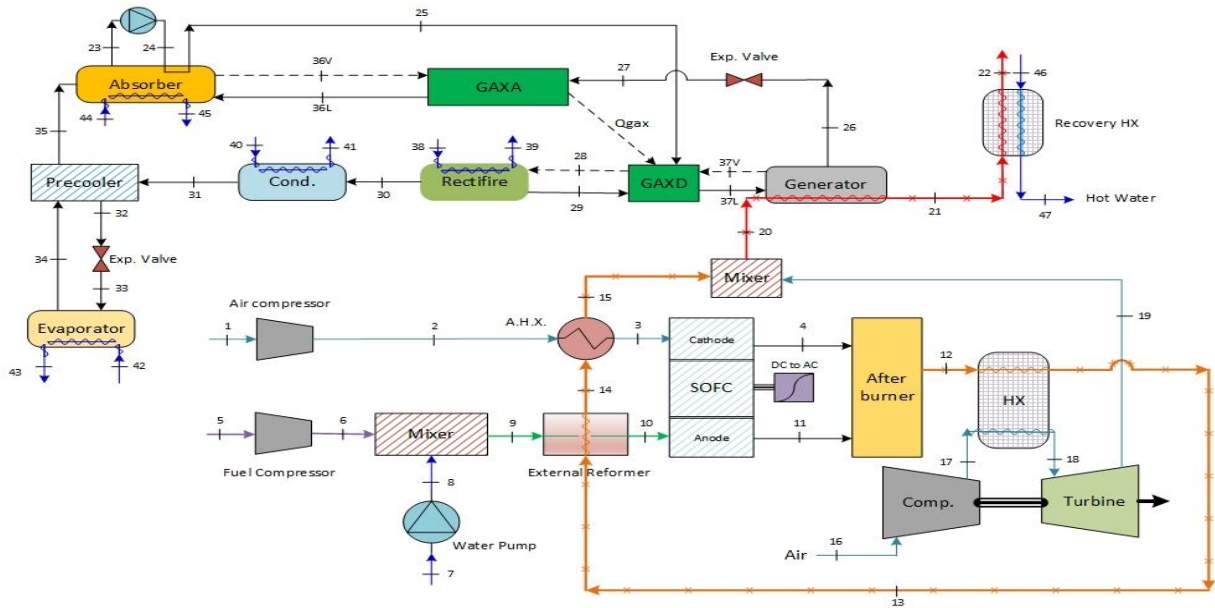 25
23
24
36V
27
Exp. Valve
22
46
Absorber
GAXA
36L
44
45
26
Recovery HX
35
Qgax
40
41
38
39
28
37V
Precooler
31
Cond.
30
Rectifire
29
GAXD
37L
Generator
21
47
Hot Water
32
20
34
Exp. Valve
33
Mixer
15
Air compressor
19
Evaporator
1
2
A.H.X.
3
Cathode
4
DC to AC
12
43
42
14
SOFC
After
burner
HX
5
6
Mixer
9
10
Anode
11
Fuel Compressor
External Reformer
17
18
8
Comp.
Turbine
Water Pump
Air
16
7
13